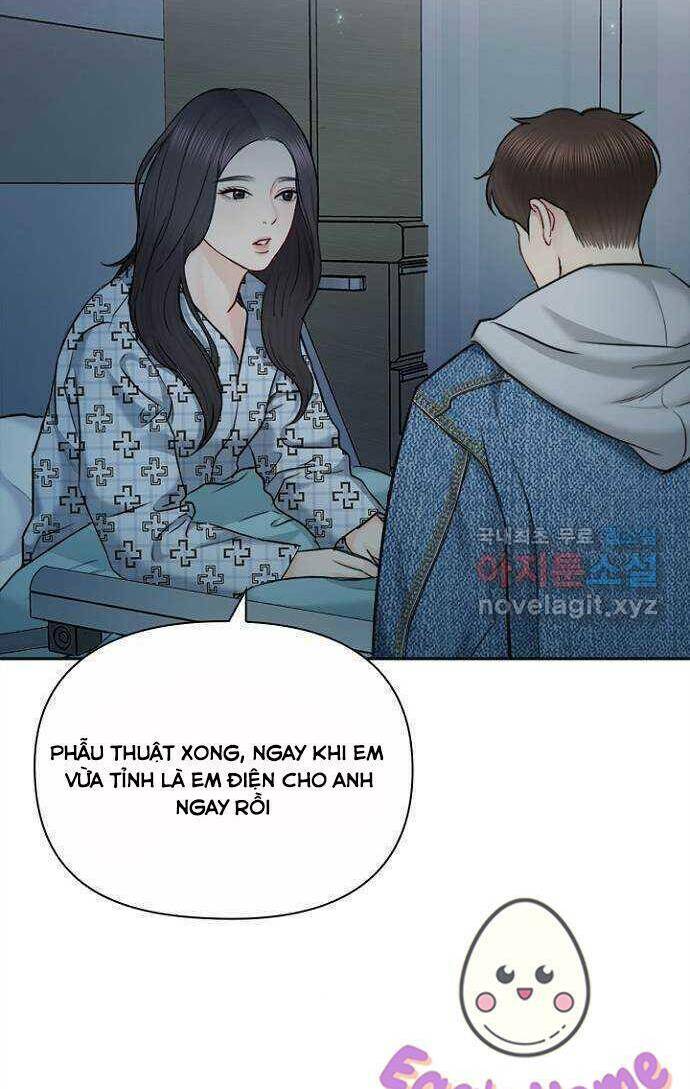 국내최초 무료 웹소설
아지툰소설
novelagit.xyz
PHẪU THUẬT XONG, NGAY KHI EM
VỪA TỈNH LÀ EM ĐIỆN CHO ANH
NGAY RỒI